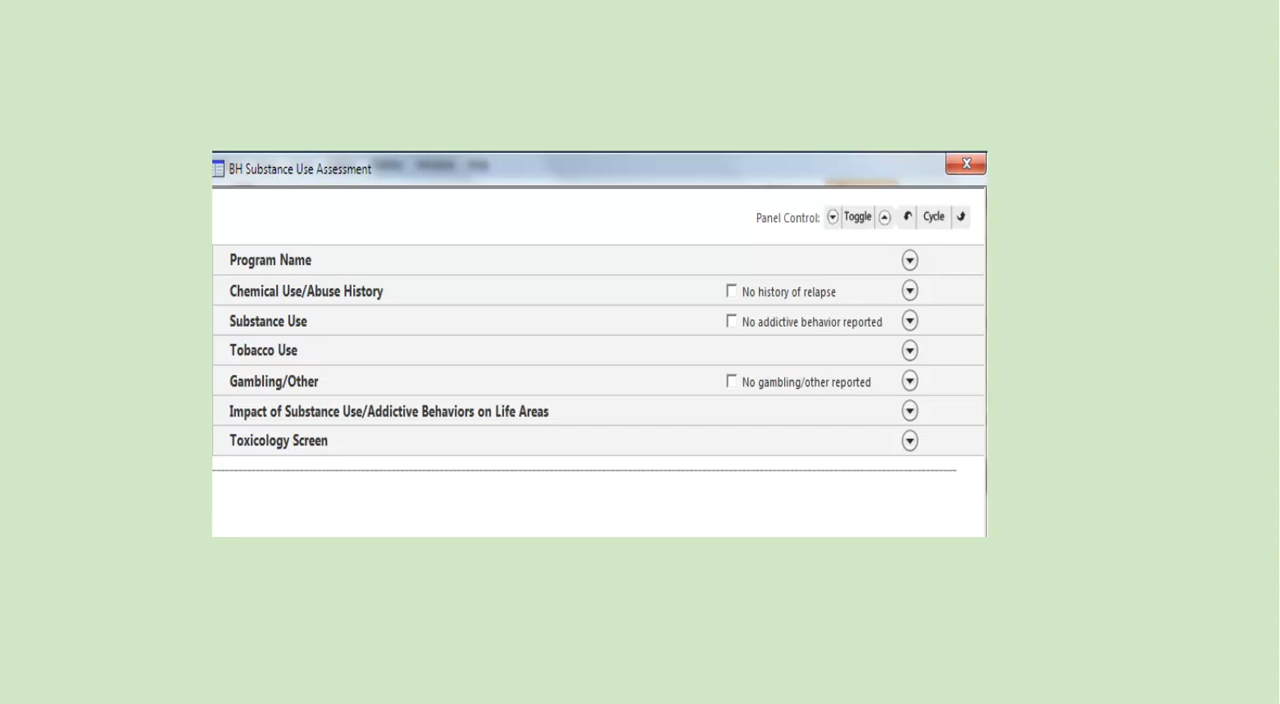 BH Substance Use Assessment
Panel Control: Toggle Cycle
Program Name
Chemical Use/Abuse History No history of relapse
Substance Use No addictive behavior reported
Tobacco Use
Gambling/Other No gambling/other reported
Impact of Substance Use/Addictive Behaviors on Life Areas
Toxicology Screen